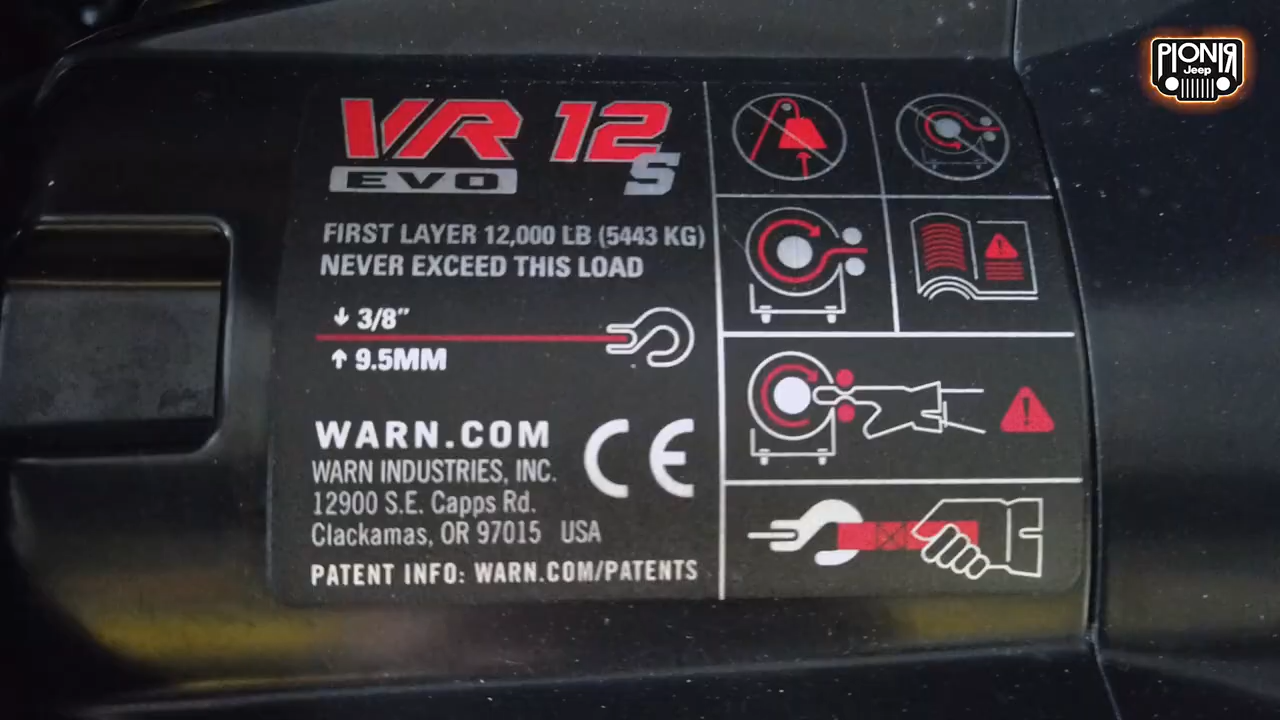 VR 12 S
EVO
FIRST LAYER 12,000 LB (5443 KG)
NEVER EXCEED THIS LOAD
↓ 3/8"
↑ 9.5MM
WARN.COM
CE
WARN INDUSTRIES, INC.
12900 S.E. Capps Rd.
Clackamas, OR 97015 USA
PATENT INFO: WARN.COM/PATENTS
PIONIR
Jeep